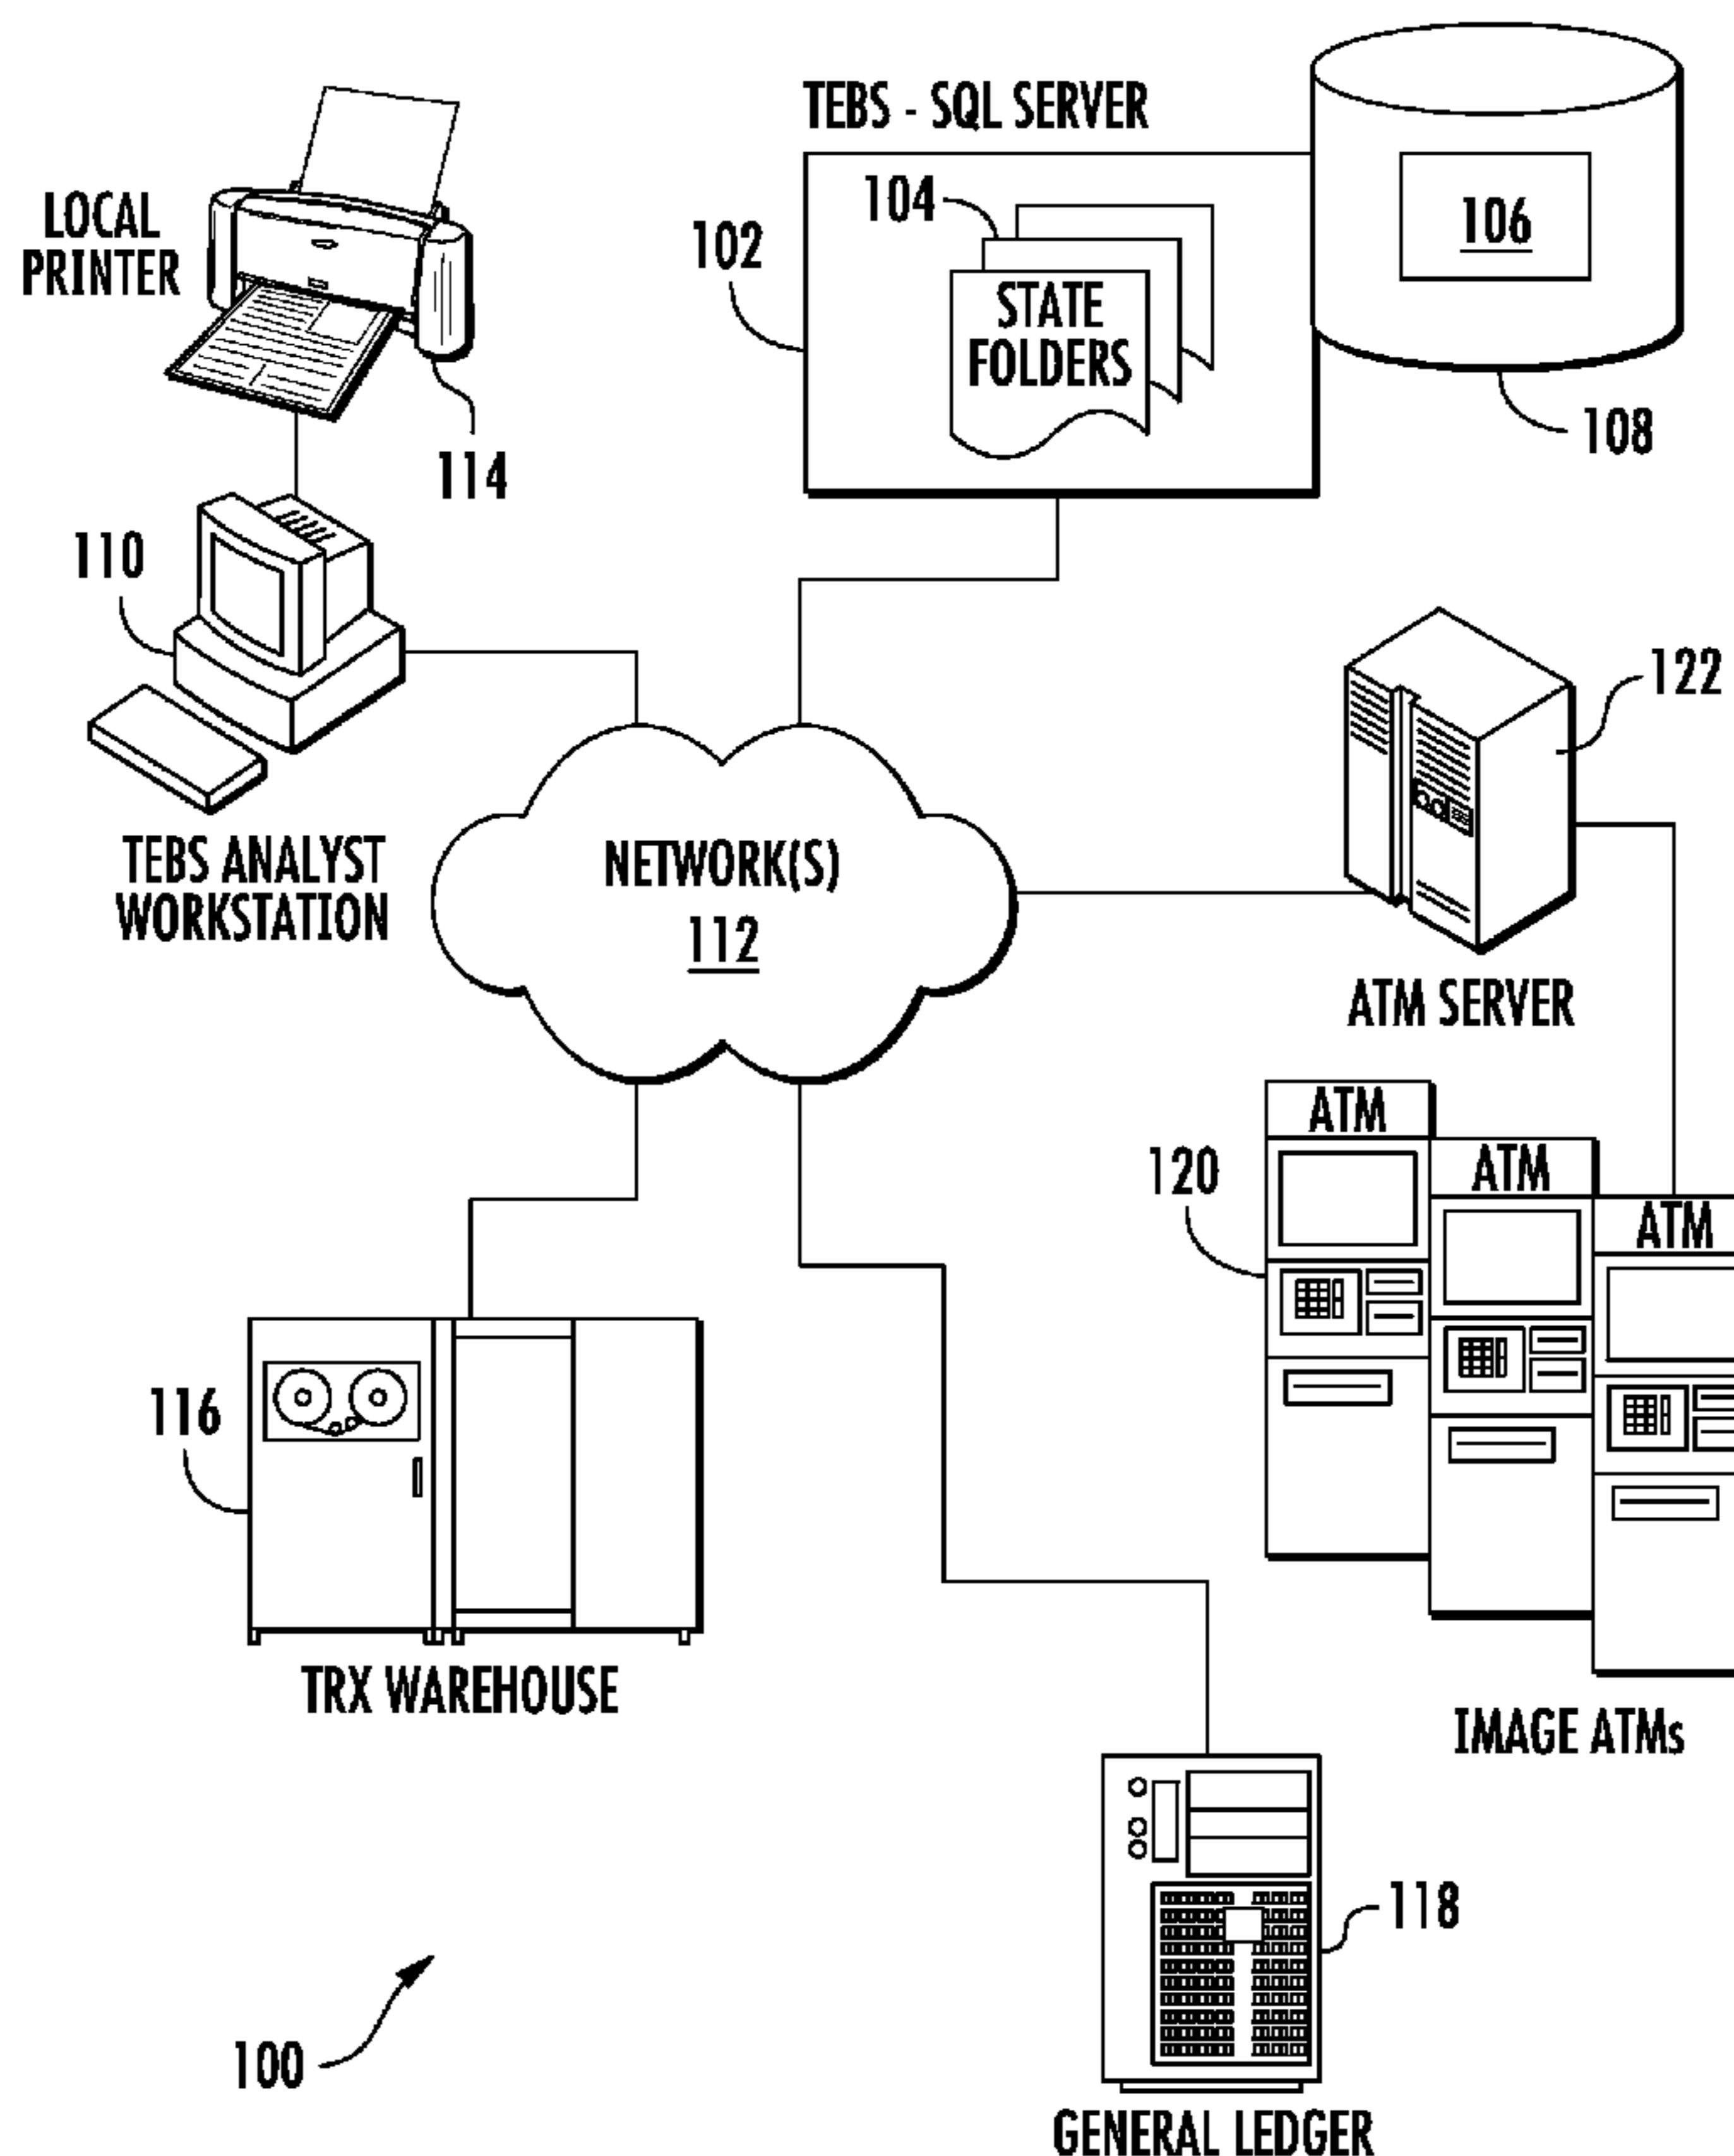 TEBS - SQL SERVER
LOCAL
PRINTER
104
102
106
STATE
FOLDERS
108
114
110
122
TEBS ANALYST
WORKSTATION
NETWORK(S)
112
ATM SERVER
ATM
ATM
ATM
120
116
TRX WAREHOUSE
IMAGE ATMs
118
100
GENERAL LEDGER